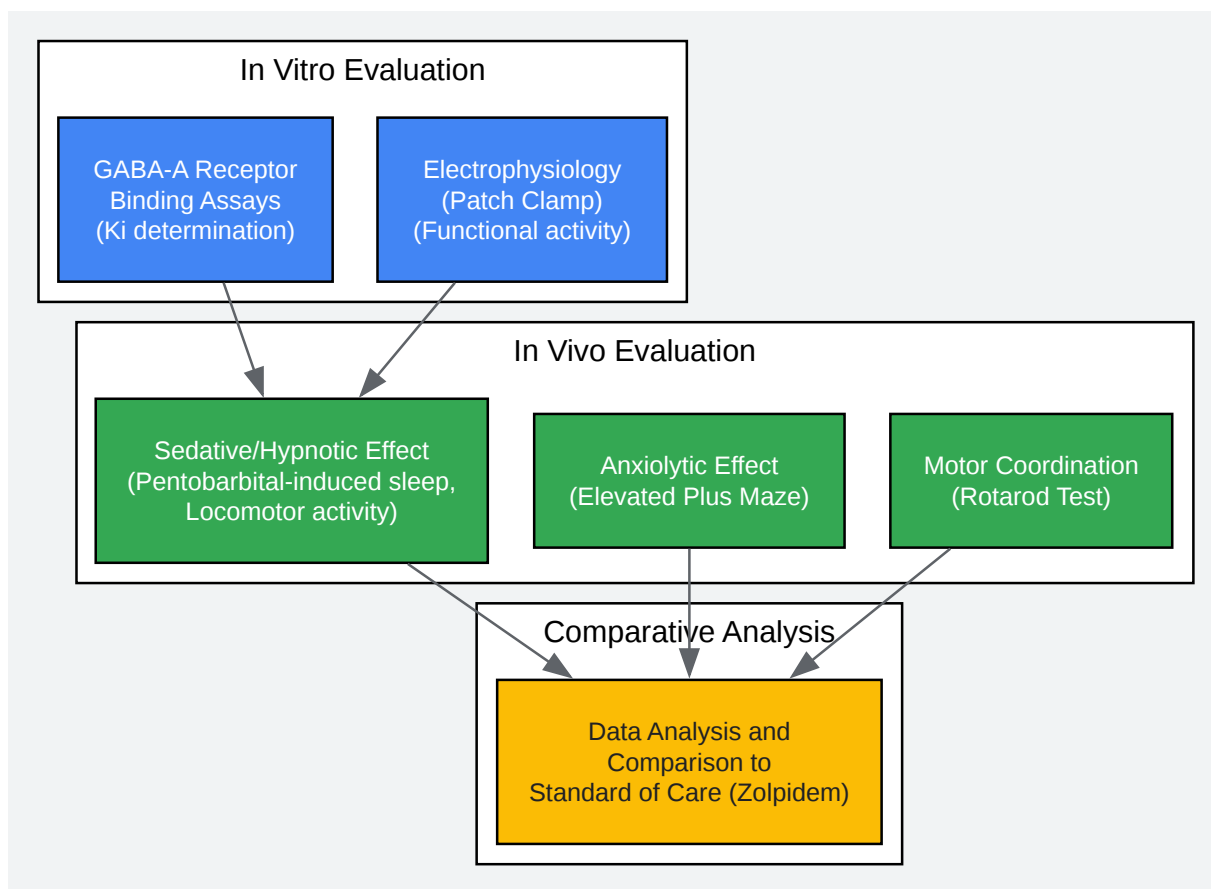 In Vitro Evaluation
GABA-A Receptor
Binding Assays
(Ki determination)
Electrophysiology
(Patch Clamp)
(Functional activity)
In Vivo Evaluation
Sedative/Hypnotic Effect
(Pentobarbital-induced sleep,
Locomotor activity)
Anxiolytic Effect
(Elevated Plus Maze)
Motor Coordination
(Rotarod Test)
Comparative Analysis
Data Analysis and
Comparison to
Standard of Care (Zolpidem)